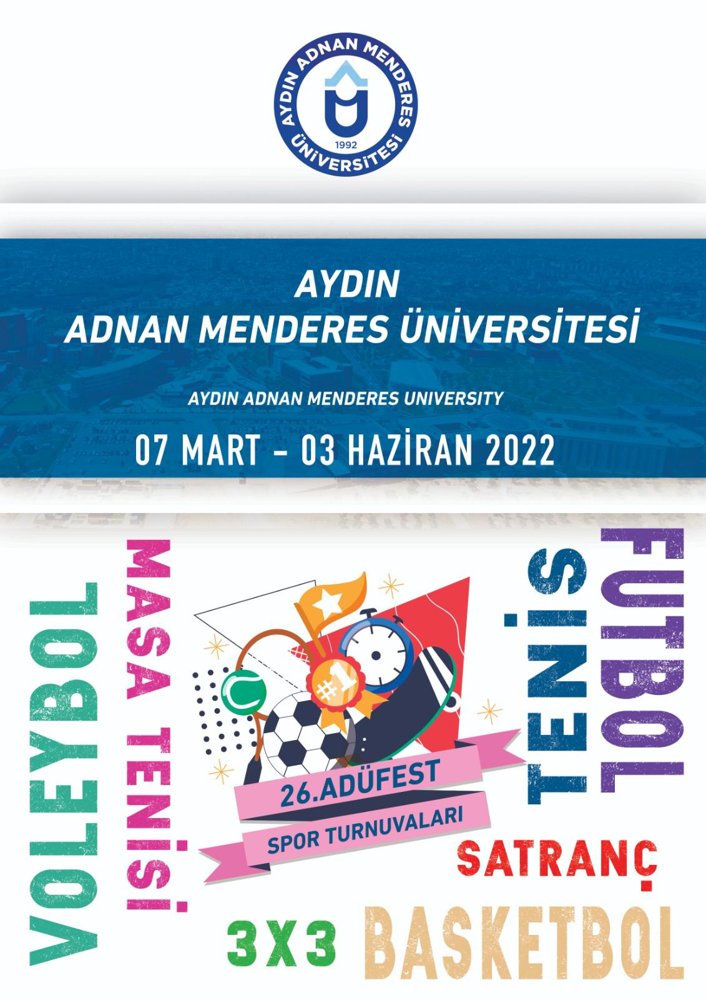 AYDIN ADNAN MENDERES
ÜNİVERSİTESİ
1992
AYDIN
ADNAN MENDERES ÜNİVERSİTESİ
AYDIN ADNAN MENDERES UNIVERSITY
07 MART - 03 HAZİRAN 2022
VOLEYBOL
MASA TENİSİ
#1
26.ADÜFEST
SPOR TURNUVALARI
TENİS
FUTBOL
SATRANÇ
3X3 BASKETBOL